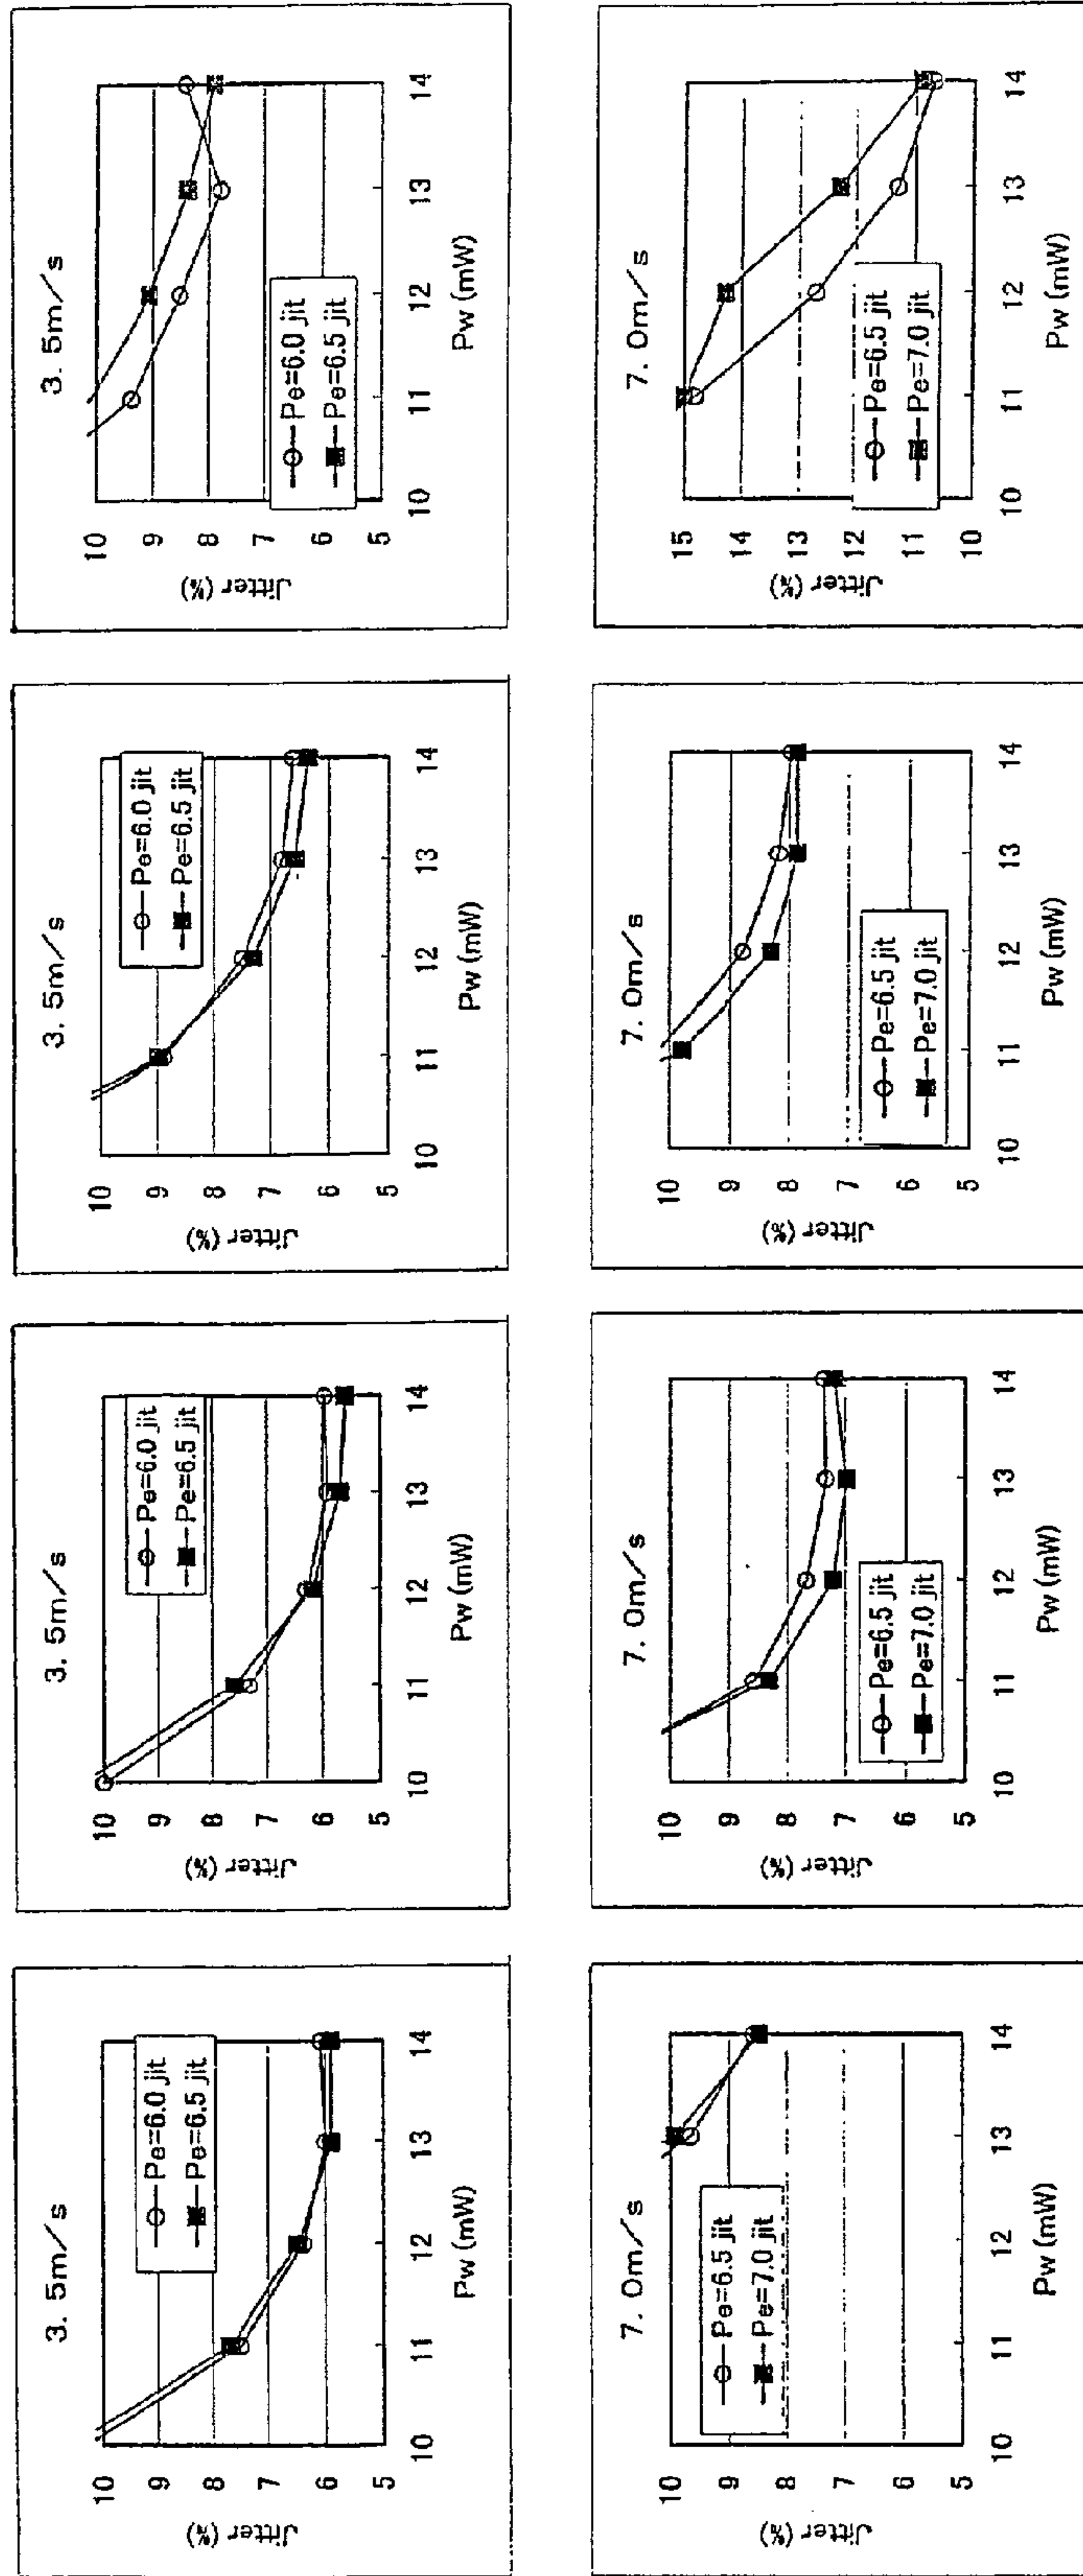 3. 5m/s
Jitter (%)
10
9
8
7
6
5
Pe=6.0 jit
Pe=6.5 jit
10 11 12 13 14
Pw (mW)
3. 5m/s
Jitter (%)
10
9
8
7
6
5
Pe=6.0 jit
Pe=6.5 jit
10 11 12 13 14
Pw (mW)
3. 5m/s
Jitter (%)
10
9
8
7
6
5
Pe=6.0 jit
Pe=6.5 jit
10 11 12 13 14
Pw (mW)
3. 5m/s
Jitter (%)
10
9
8
7
6
5
Pe=6.0 jit
Pe=6.5 jit
10 11 12 13 14
Pw (mW)
7. 0m/s
Jitter (%)
10
9
8
7
6
5
Pe=6.5 jit
Pe=7.0 jit
10 11 12 13 14
Pw (mW)
7. 0m/s
Jitter (%)
10
9
8
7
6
5
Pe=6.5 jit
Pe=7.0 jit
10 11 12 13 14
Pw (mW)
7. 0m/s
Jitter (%)
10
9
8
7
6
5
Pe=6.5 jit
Pe=7.0 jit
10 11 12 13 14
Pw (mW)
7. 0m/s
Jitter (%)
15
14
13
12
11
10
Pe=6.5 jit
Pe=7.0 jit
10 11 12 13 14
Pw (mW)